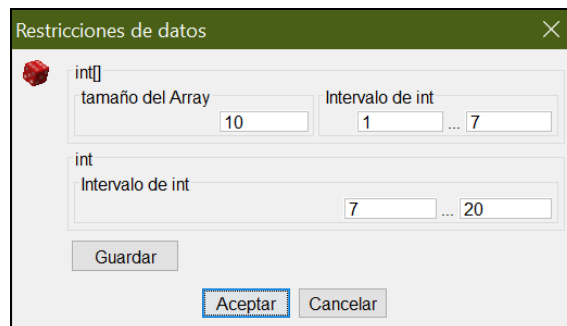 Restricciones de datos
int[]
tamaño del Array
10
Intervalo de int
1 ... 7
int
Intervalo de int
7 ... 20
Guardar
Aceptar Cancelar